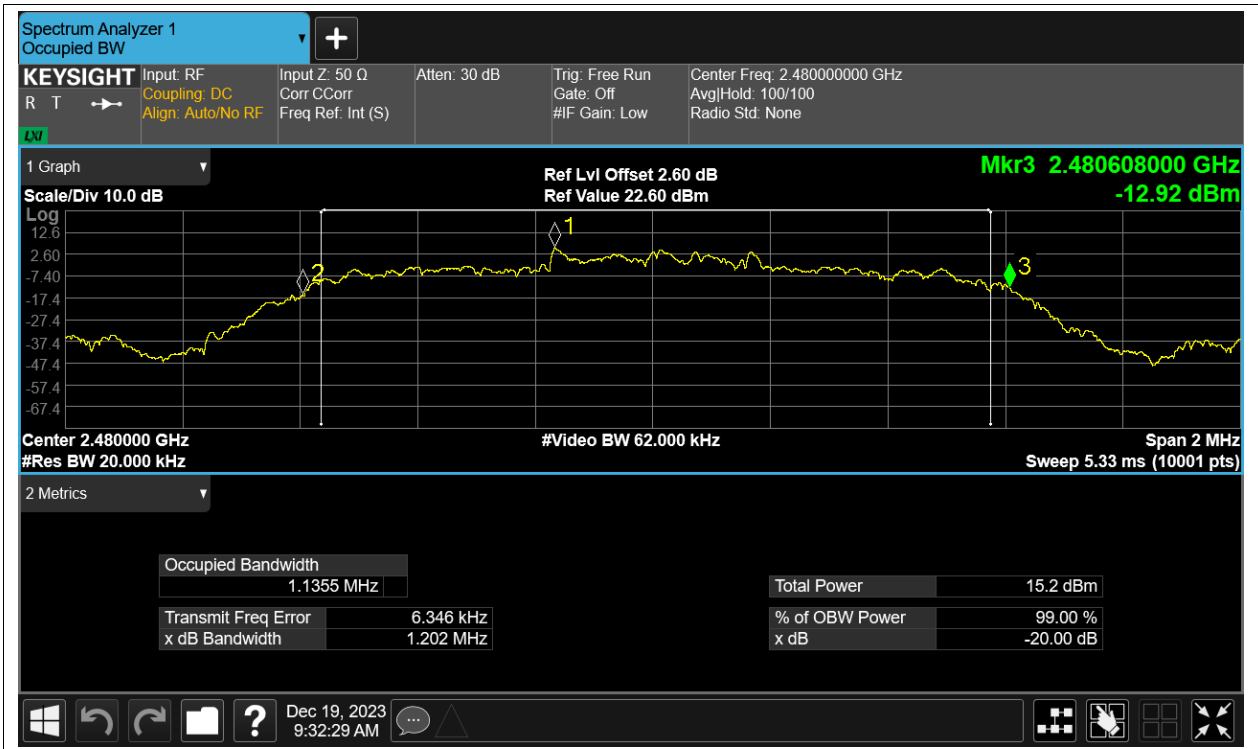 Spectrum Analyzer 1
Occupied BW
KEYSIGHT
R T
LXI
Input: RF
Coupling: DC
Align: Auto/No RF
Input Z: 50 Ω
Corr CCorr
Freq Ref: Int (S)
Atten: 30 dB
Trig: Free Run
Gate: Off
#IF Gain: Low
Center Freq: 2.480000000 GHz
Avg|Hold: 100/100
Radio Std: None
1 Graph
Scale/Div 10.0 dB
Ref Lvl Offset 2.60 dB
Ref Value 22.60 dBm
Mkr3 2.480608000 GHz
-12.92 dBm
Log
12.6
2.60
-7.40
-17.4
-27.4
-37.4
-47.4
-57.4
-67.4
1
2
3
Center 2.480000 GHz
#Res BW 20.000 kHz
#Video BW 62.000 kHz
Span 2 MHz
Sweep 5.33 ms (10001 pts)
2 Metrics
Occupied Bandwidth
1.1355 MHz
Transmit Freq Error 6.346 kHz
x dB Bandwidth 1.202 MHz
Total Power 15.2 dBm
% of OBW Power 99.00 %
x dB -20.00 dB
?
Dec 19, 2023
9:32:29 AM